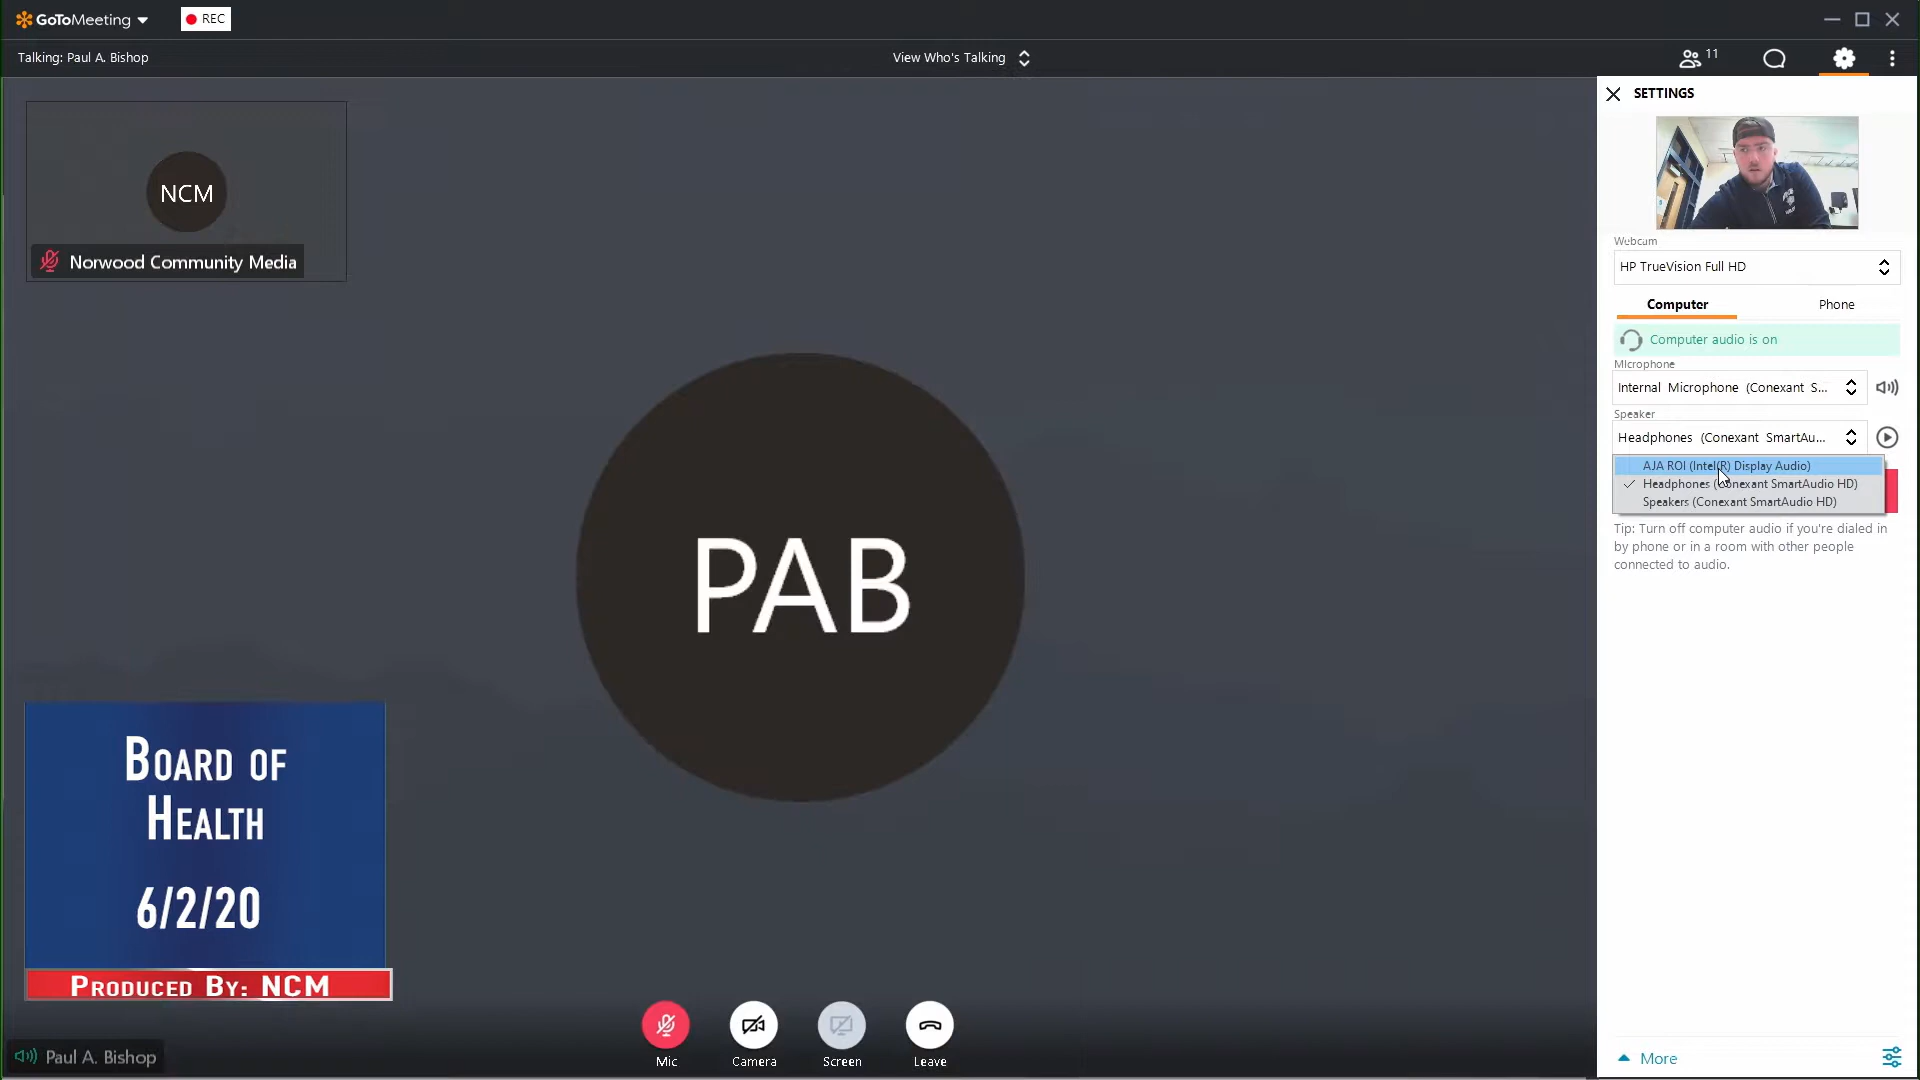 GoToMeeting
REC
Talking: Paul A. Bishop
View Who's Talking
11
SETTINGS
NCM
Norwood Community Media
Webcam
HP TrueVision Full HD
Computer
Phone
Computer audio is on
Microphone
Internal Microphone (Conexant S...
Speaker
Headphones (Conexant SmartAu...
AJA ROI (Intel(R) Display Audio)
Headphones (Conexant SmartAudio HD)
Speakers (Conexant SmartAudio HD)
Tip: Turn off computer audio if you're dialed in
by phone or in a room with other people
connected to audio.
PAB
Board of
Health
6/2/20
Produced By: NCM
Paul A. Bishop
Mic
Camera
Screen
Leave
More